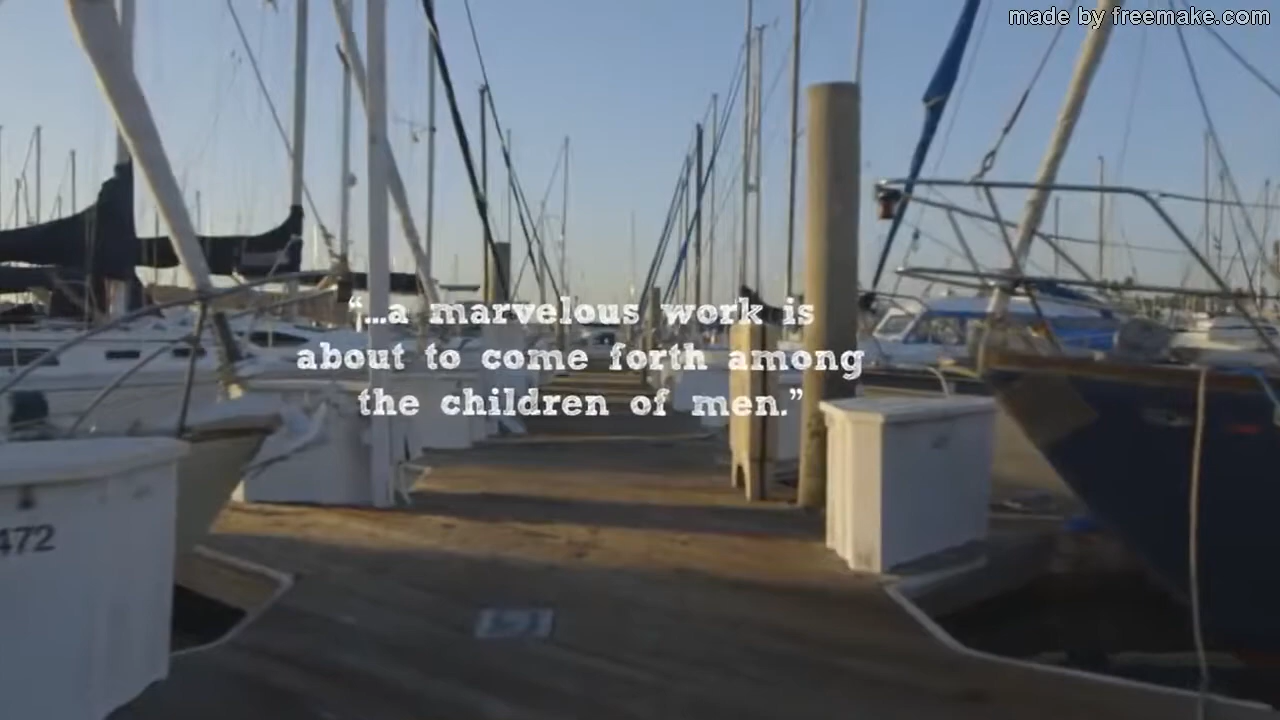 made by freemake.com
“...a marvelous work is
about to come forth among
the children of men.”
472